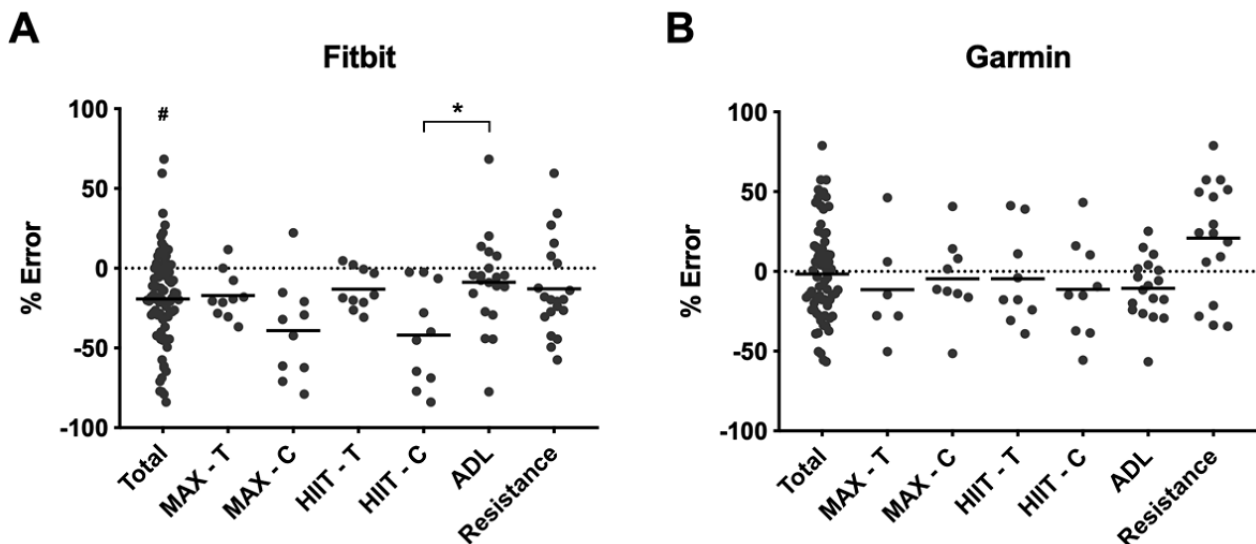 A
Fitbit
% Error
100
50
0
-50
-100
#
*
Total
MAX - T
MAX - C
HIIT - T
HIIT - C
ADL
Resistance
B
Garmin
% Error
100
50
0
-50
-100
Total
MAX - T
MAX - C
HIIT - T
HIIT - C
ADL
Resistance